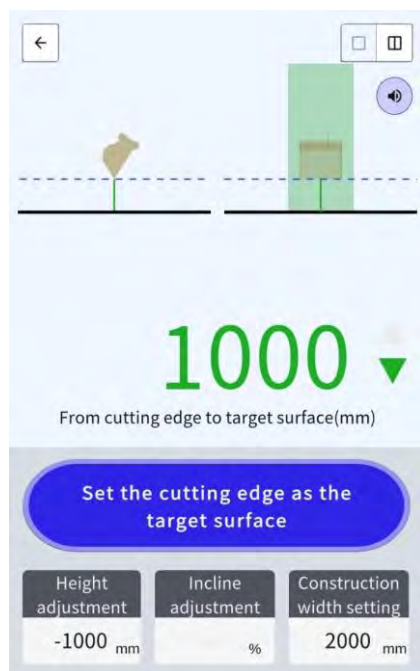 1000
From cutting edge to target surface(mm)
Set the cutting edge as the
target surface
Height
adjustment
-1000 mm
Incline
adjustment
%
Construction
width setting
2000 mm